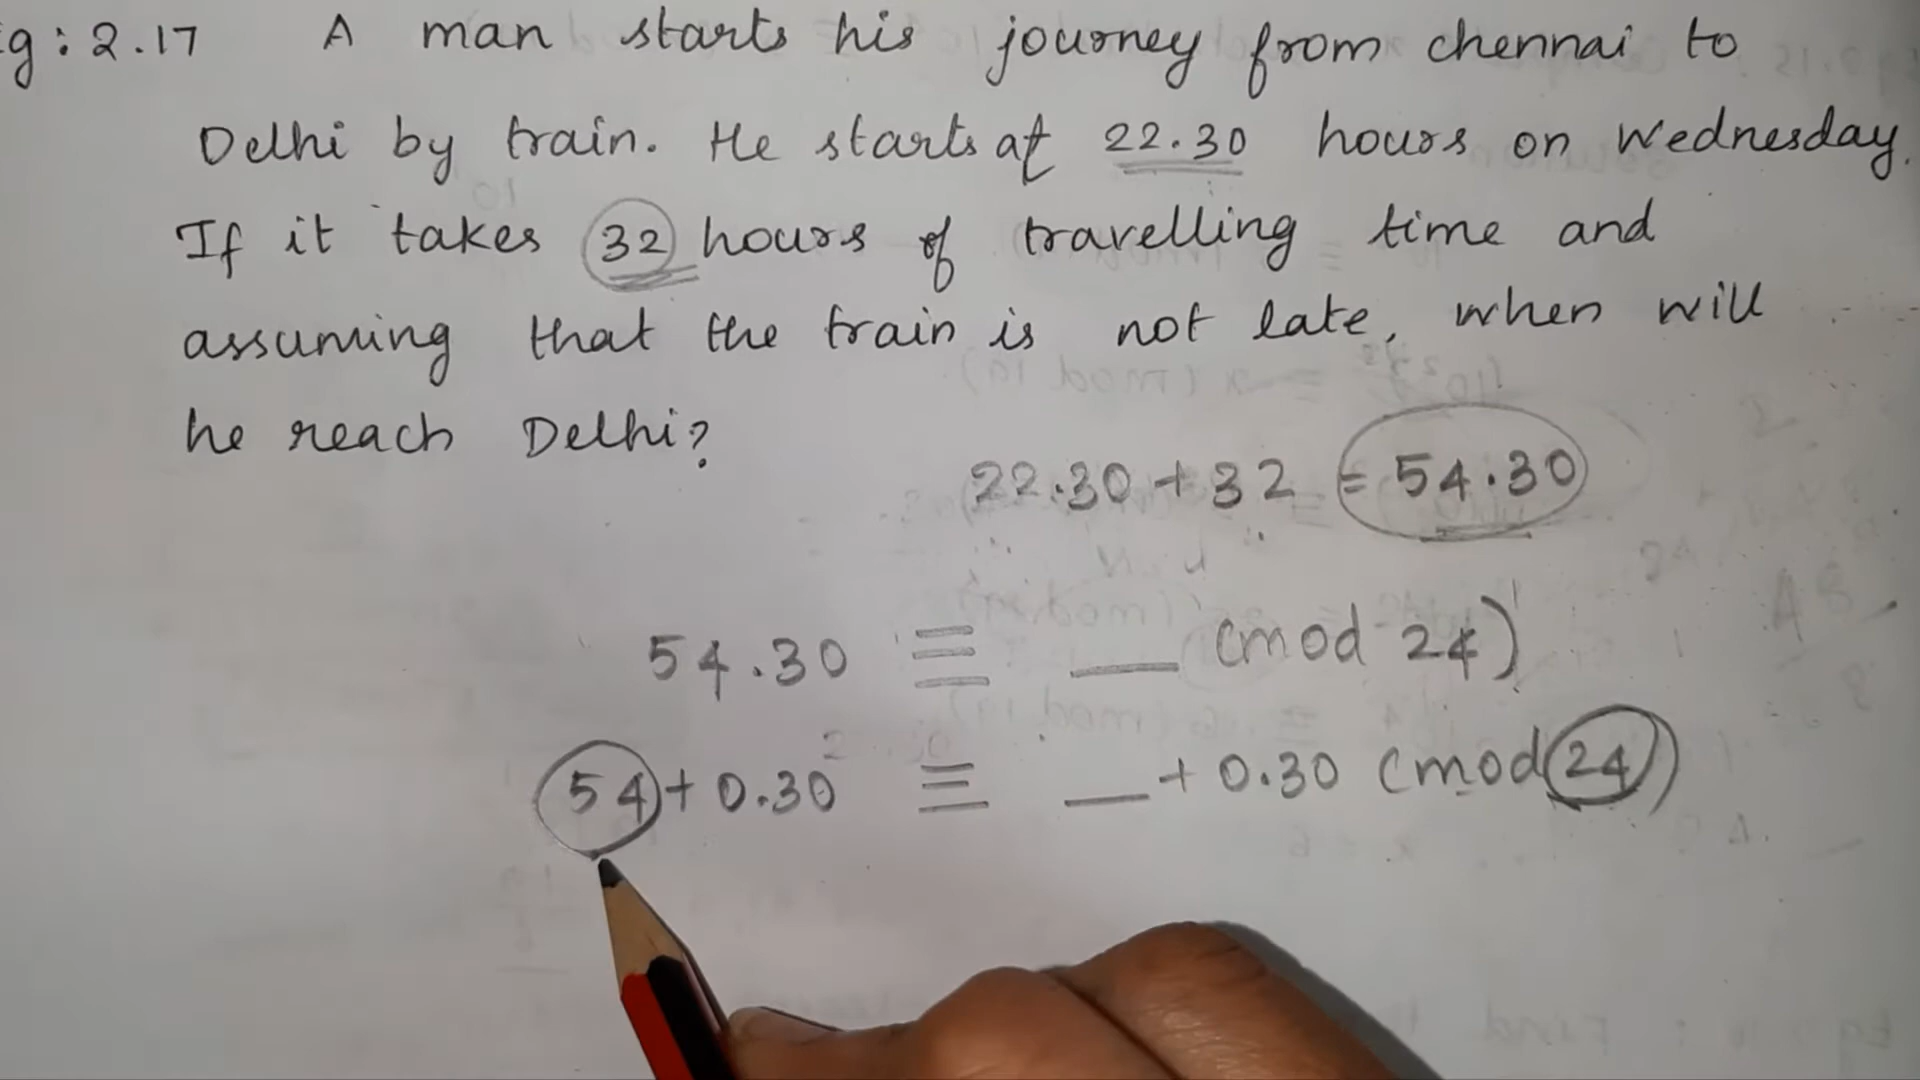 g: 2.17 A man starts his journey from chennai to
Delhi by train. He starts at 22.30 hours on Wednesday.
If it takes 32 hours of travelling time and
assuming that the train is not late, when will
he reach Delhi?
22.30 + 32 = 54.30
54.30 ≡ __ (mod 24)
54 + 0.30 ≡ __ + 0.30 (mod 24)